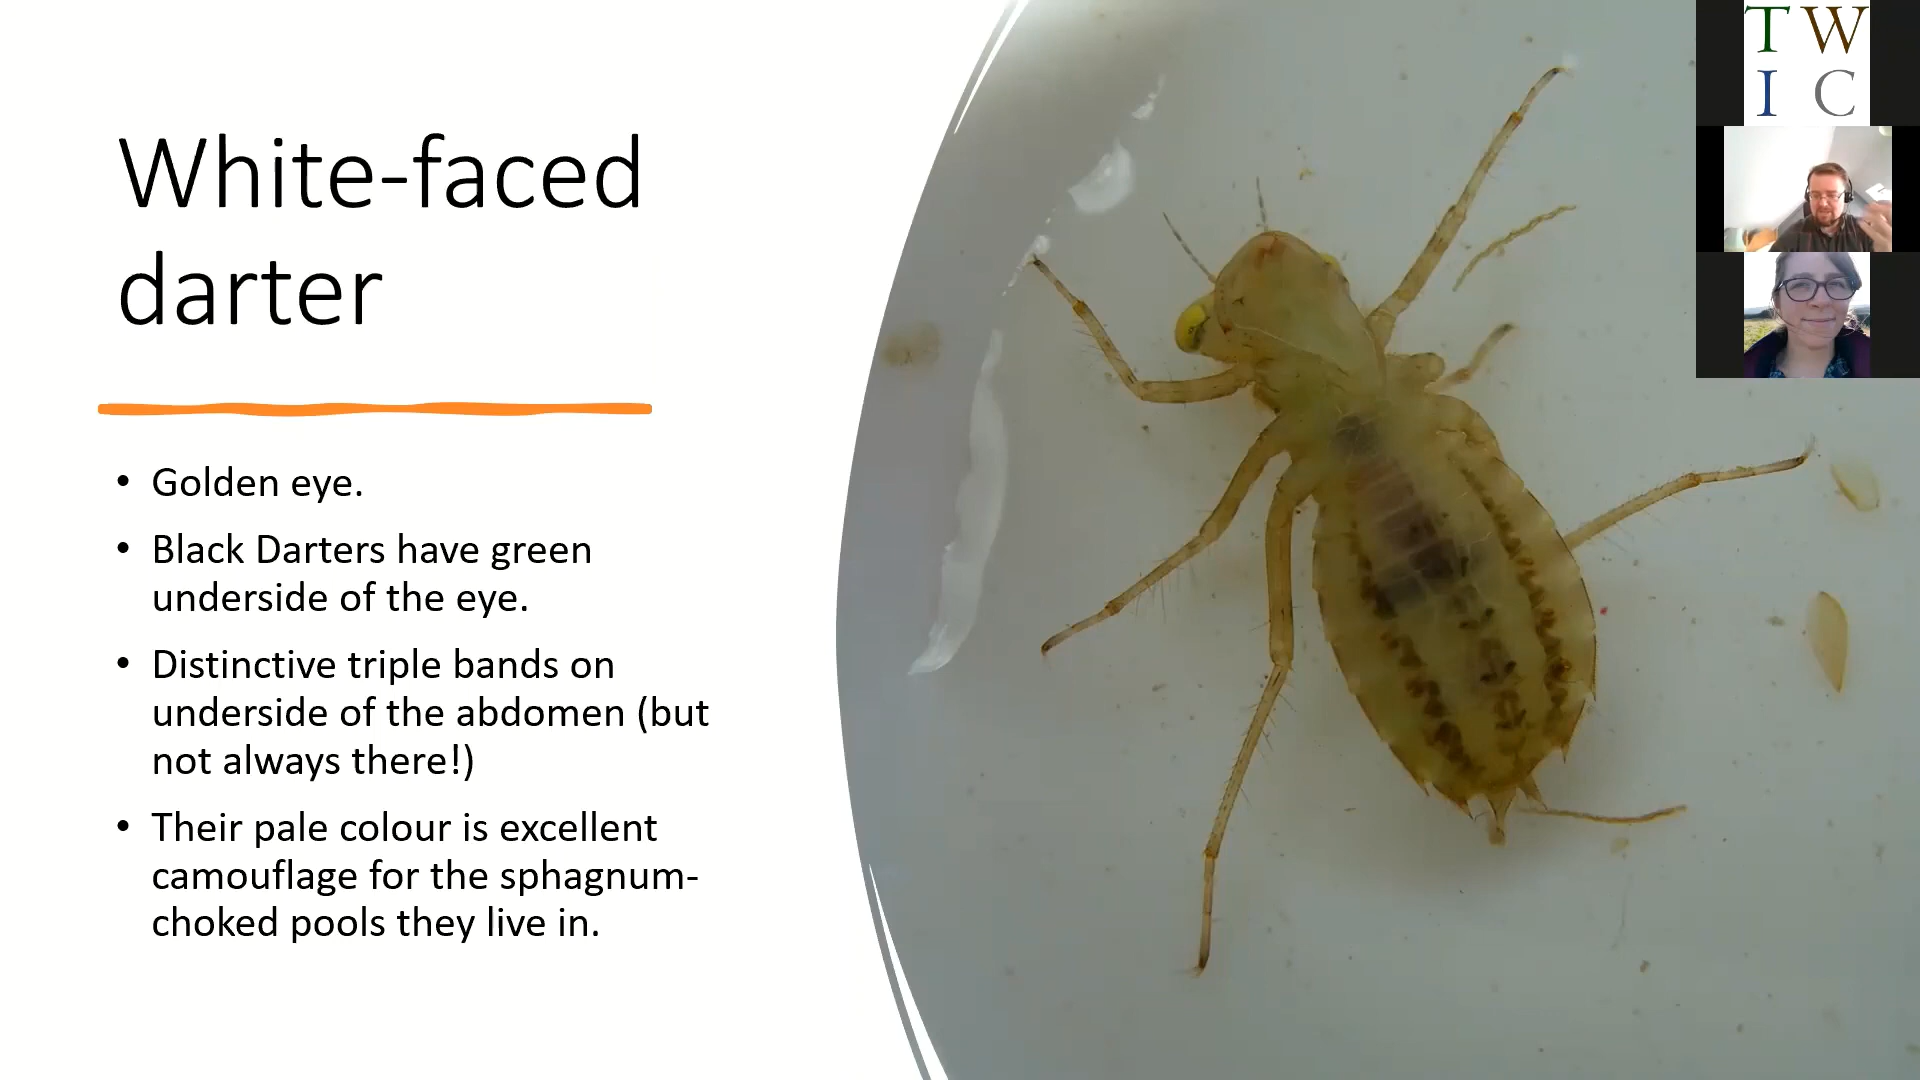 White-faced
darter
• Golden eye.
• Black Darters have green
underside of the eye.
• Distinctive triple bands on
underside of the abdomen (but
not always there!)
• Their pale colour is excellent
camouflage for the sphagnum-
choked pools they live in.
T W
I C